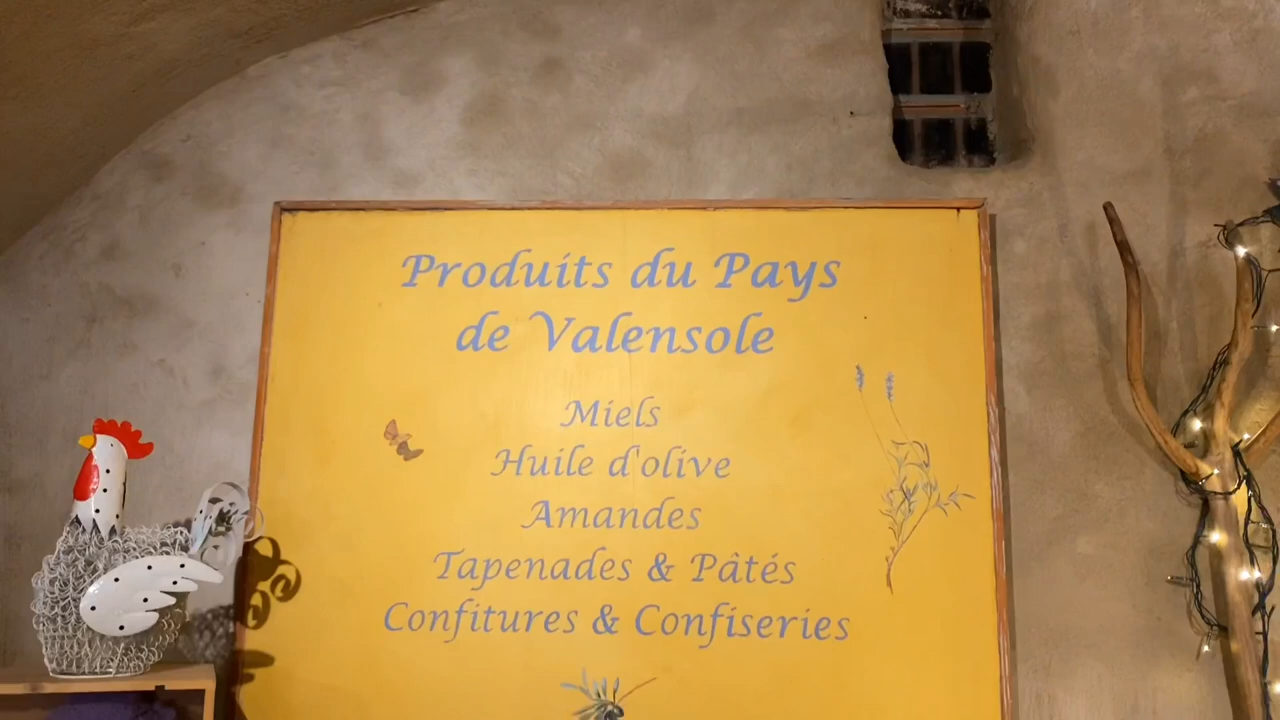 Produits du Pays
de Valensole
Miels
Huile d'olive
Amandes
Tapenades & Pâtés
Confitures & Confiseries